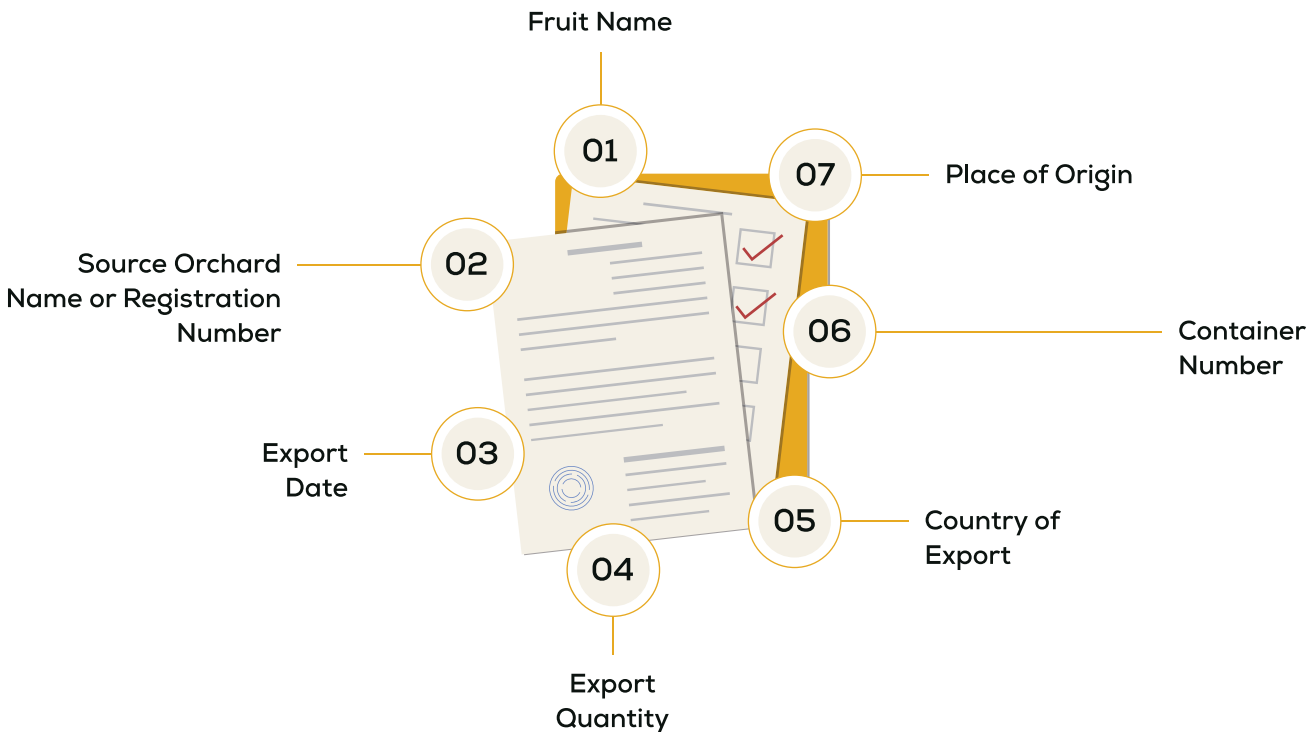 Fruit Name
01
07
Place of Origin
02
Source Orchard
Name or Registration
Number
06
Container
Number
03
Export
Date
05
Country of
Export
04
Export
Quantity